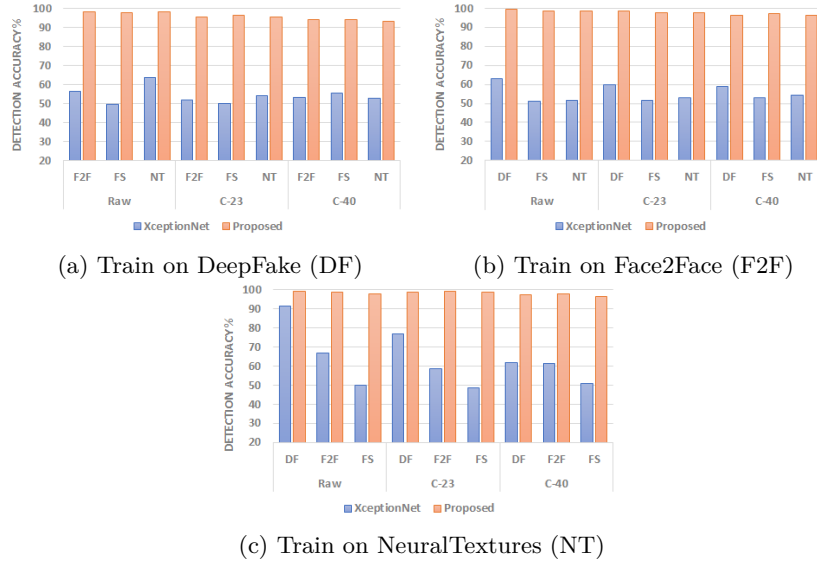 DETECTION ACCURACY%
100
90
80
70
60
50
40
30
20
F2F FS NT F2F FS NT F2F FS NT
Raw C-23 C-40
XceptionNet Proposed
(a) Train on DeepFake (DF)
DETECTION ACCURACY%
100
90
80
70
60
50
40
30
20
DF FS NT DF FS NT DF FS NT
Raw C-23 C-40
XceptionNet Proposed
(b) Train on Face2Face (F2F)
DETECTION ACCURACY%
100
90
80
70
60
50
40
30
20
DF F2F FS DF F2F FS DF F2F FS
Raw C-23 C-40
XceptionNet Proposed
(c) Train on NeuralTextures (NT)